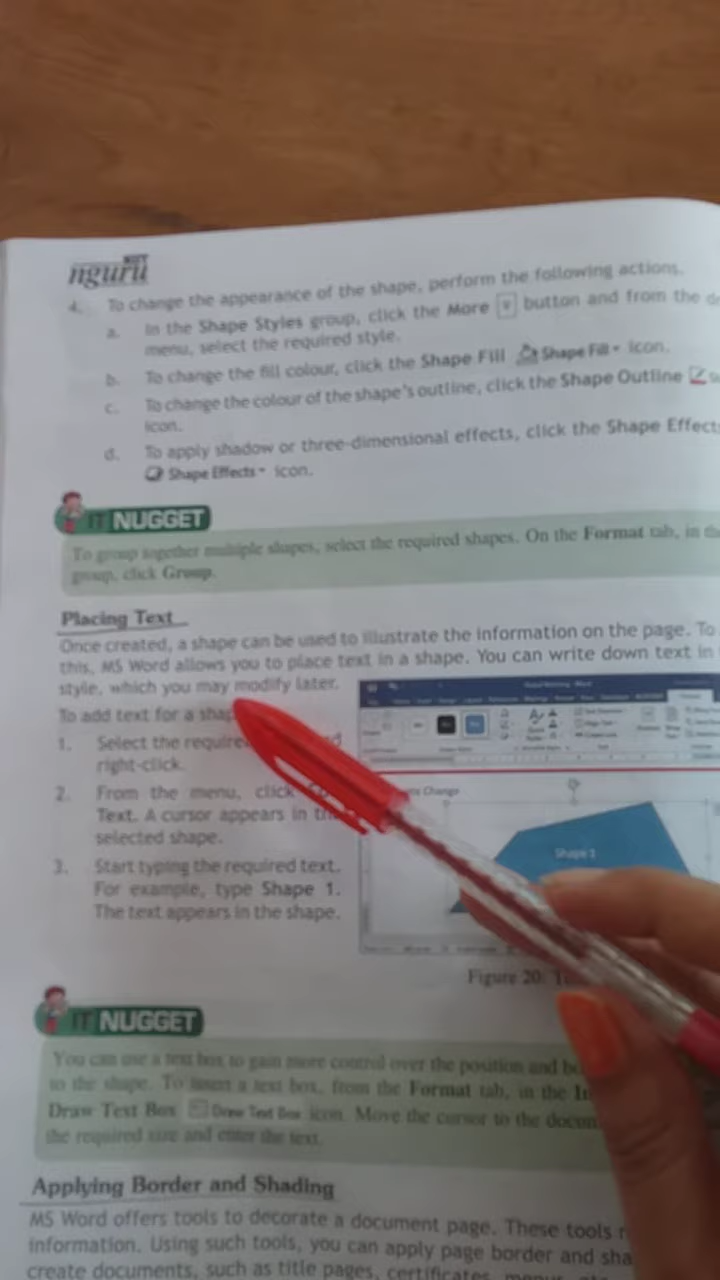 nguru
4. To change the appearance of the shape, perform the following actions.
a. In the Shape Styles group, click the More button and from the
menu, select the required style.
b. To change the fill colour, click the Shape Fill Shape Fill icon.
c. To change the colour of the shape's outline, click the Shape Outline
icon.
d. To apply shadow or three-dimensional effects, click the Shape Effects
Shape Effects icon.
IT NUGGET
To group together multiple shapes, select the required shapes. On the Format tab, in
group, click Group.
Placing Text
Once created, a shape can be used to illustrate the information on the page. To
this, MS Word allows you to place text in a shape. You can write down text in
style, which you may modify later.
To add text for a
1. Select the
right-click.
2. From the menu, click
Text. A cursor appears in
selected shape.
Shape 1
3. Start typing the required text.
For example, type Shape 1.
The text appears in the shape.
Figure 20:
IT NUGGET
You can use a text box to gain more control over the position and
to the shape. To insert a text box, from the Format tab, in the
Draw Text Box Draw Text Box icon. Move the cursor to the
the required size and enter the text.
Applying Border and Shading
MS Word offers tools to decorate a document page. These tools
information. Using such tools, you can apply page border and
create documents, such as title pages, certificates,